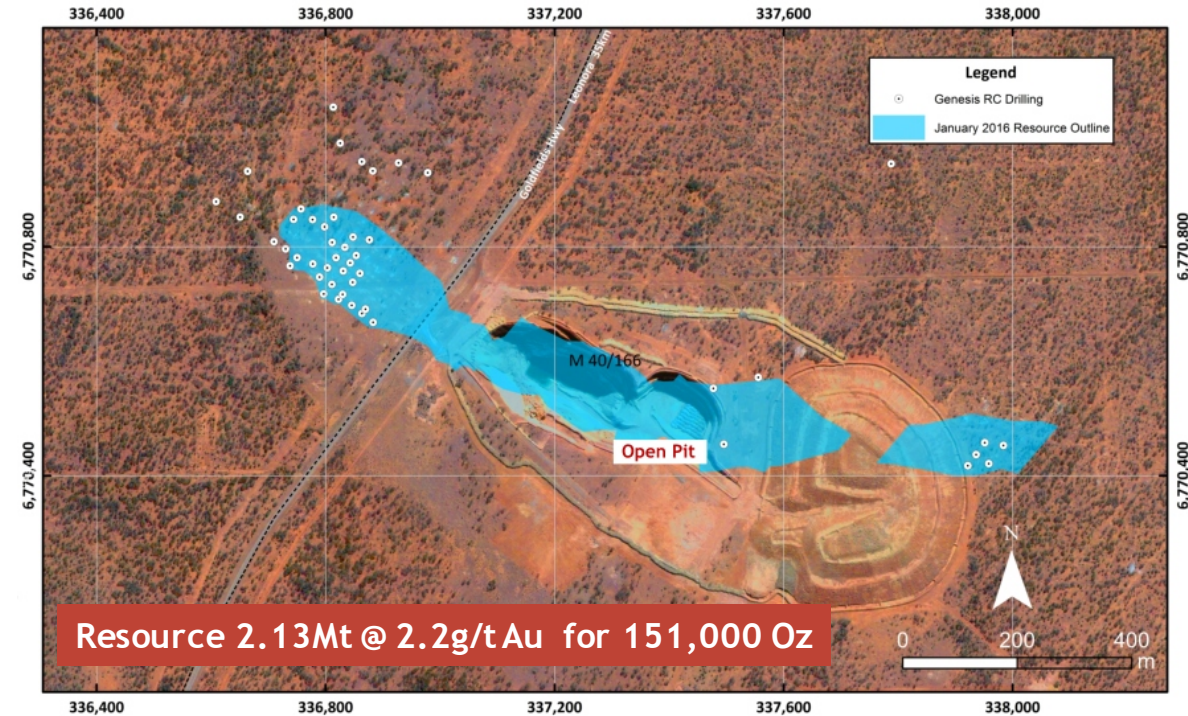 336,400
336,800
337,200
337,600
338,000
Leonora 35km
Goldfields Hwy
Legend
Genesis RC Drilling
January 2016 Resource Outline
6,770,800
6,770,800
M 40/166
Open Pit
6,770,400
6,770,400
N
Resource 2.13Mt @ 2.2g/t Au for 151,000 Oz
0
200
400
m
336,400
336,800
337,200
337,600
338,000